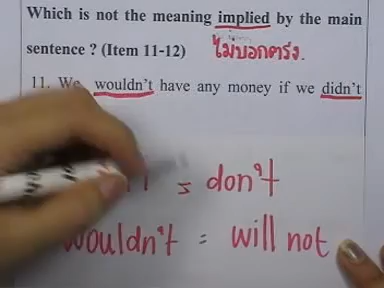 Which is not the meaning implied by the main
sentence ? (Item 11-12) ไม่บอกตรง.
11. We wouldn't have any money if we didn't
= don't
wouldn't = will not